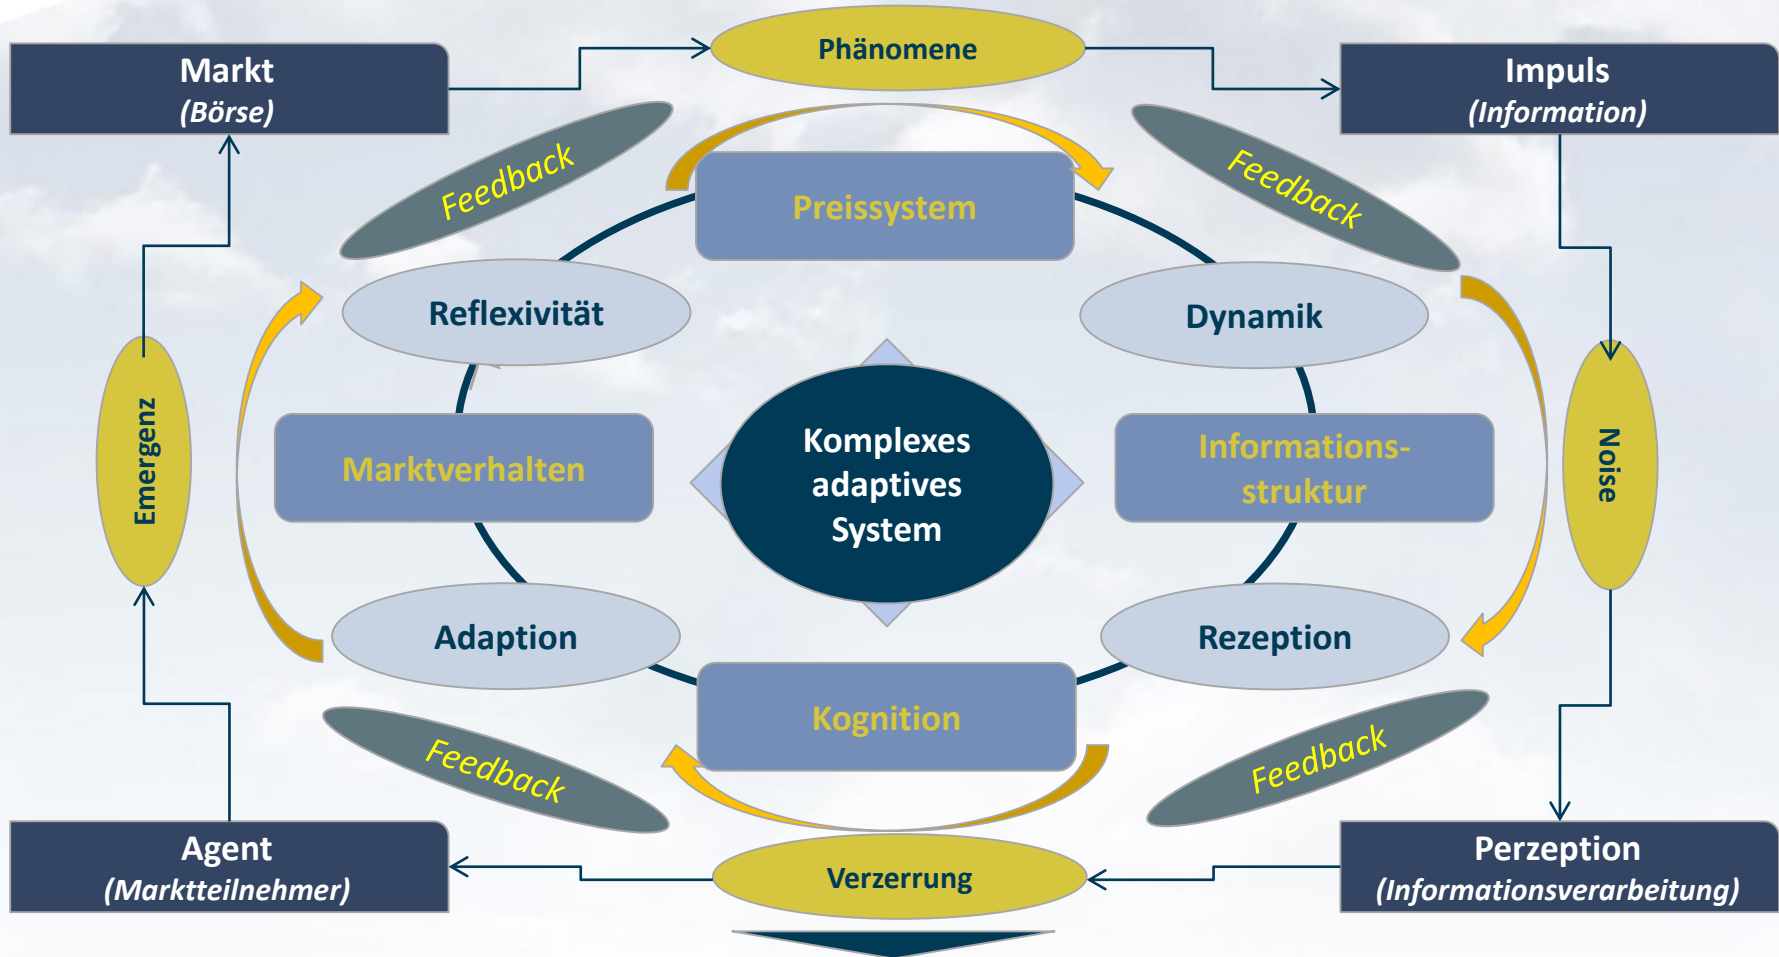 Markt
(Börse)
Phänomene
Impuls
(Information)
Feedback
Feedback
Preissystem
Reflexivität
Dynamik
Emergenz
Marktverhalten
Komplexes
adaptives
System
Informations-
struktur
Noise
Adaption
Rezeption
Kognition
Feedback
Feedback
Agent
(Marktteilnehmer)
Verzerrung
Perzeption
(Informationsverarbeitung)